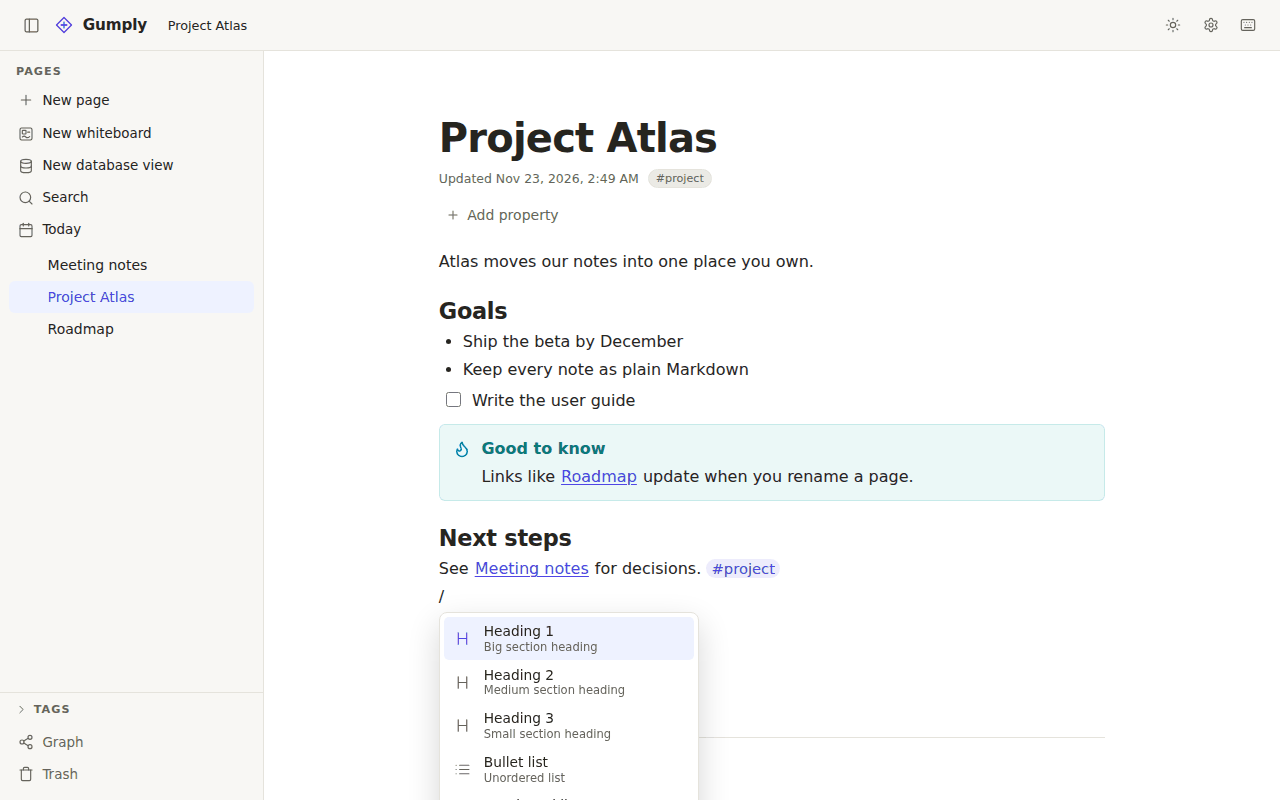 Gumply
Project Atlas
PAGES
New page
New whiteboard
New database view
Search
Today
Meeting notes
Project Atlas
Roadmap
TAGS
Graph
Trash
Project Atlas
Updated Nov 23, 2026, 2:49 AM #project
Add property
Atlas moves our notes into one place you own.
Goals
• Ship the beta by December
• Keep every note as plain Markdown
Write the user guide
Good to know
Links like Roadmap update when you rename a page.
Next steps
See Meeting notes for decisions. #project
/
Heading 1
Big section heading
Heading 2
Medium section heading
Heading 3
Small section heading
Bullet list
Unordered list